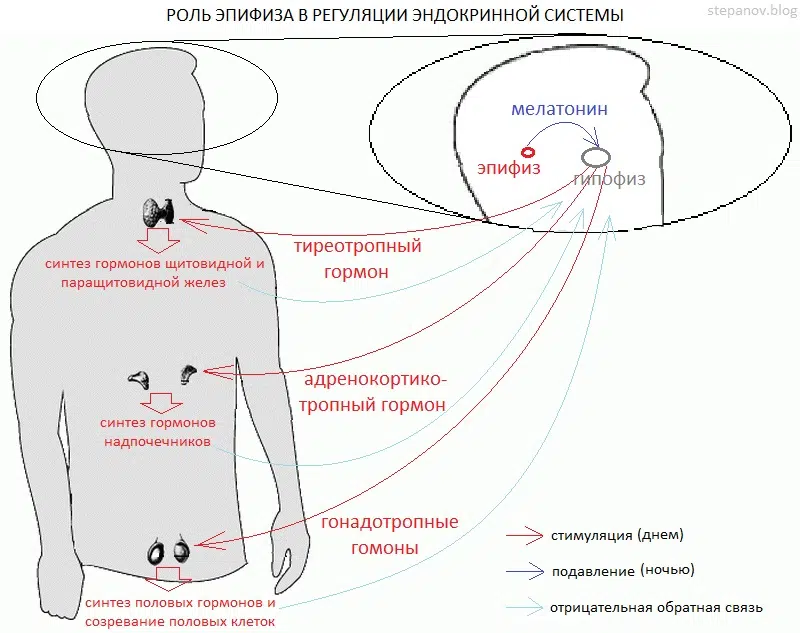 РОЛЬ ЭПИФИЗА В РЕГУЛЯЦИИ ЭНДОКРИННОЙ СИСТЕМЫ
stepanov.blog
мелатонин
эпифиз
гипофиз
тиреотропный
гормон
синтез гормонов щитовидной и
паращитовидной желез
адренокортико-
тропный гормон
синтез гормонов
надпочечников
гонадотропные
гомоны
стимуляция (днем)
подавление (ночью)
отрицательная обратная связь
синтез половых гормонов и
созревание половых клеток